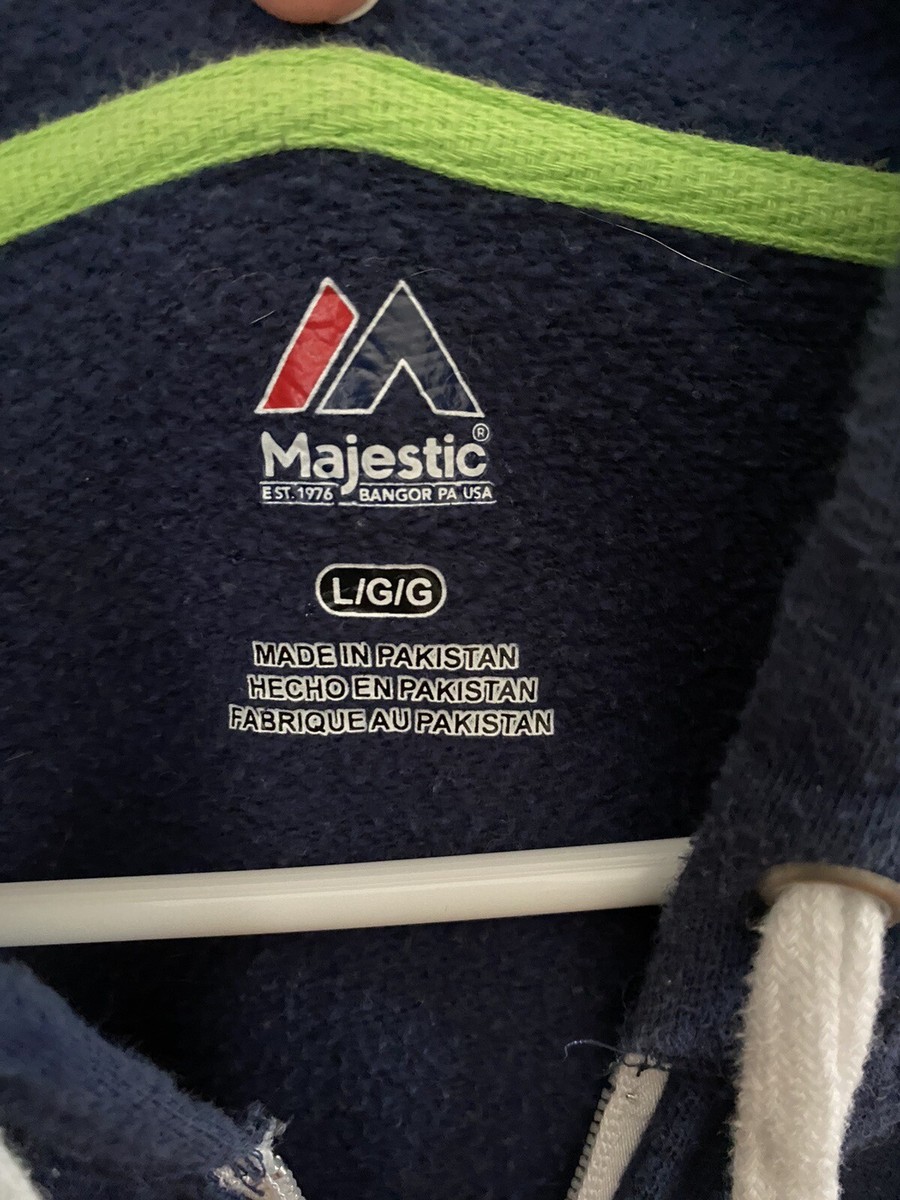 Majestic®
EST. 1976 BANGOR PA USA
L/G/G
MADE IN PAKISTAN
HECHO EN PAKISTAN
FABRIQUE AU PAKISTAN